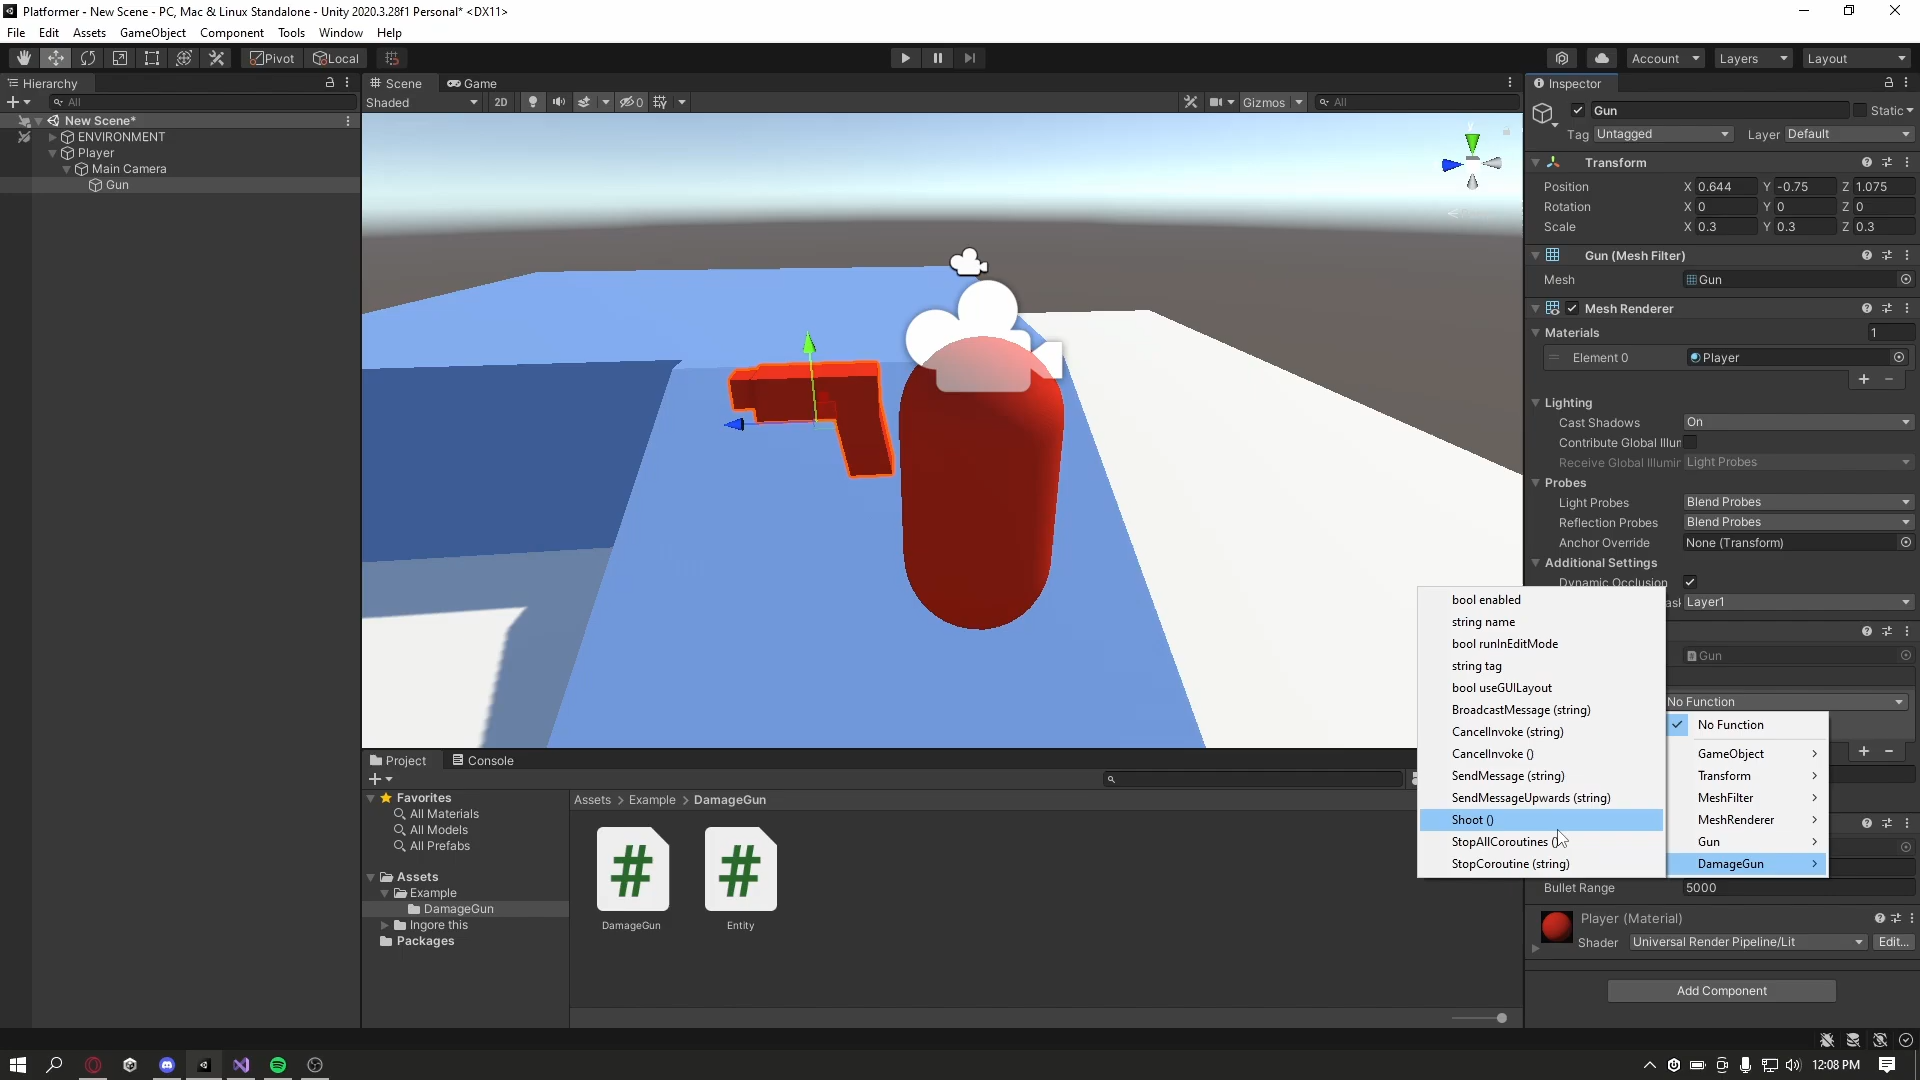 Platformer - New Scene - PC, Mac & Linux Standalone - Unity 2020.3.28f1 Personal* <DX11>
File Edit Assets GameObject Component Tools Window Help
Pivot Local Account Layers Layout
Hierarchy
All
New Scene*
ENVIRONMENT
Player
Main Camera
Gun
Scene Game
Shaded 2D 0 Gizmos All
Project Console
Favorites
All Materials
All Models
All Prefabs
Assets
Example
DamageGun
Ingore this
Packages
Assets > Example > DamageGun
DamageGun
Entity
Inspector
Gun Static
Tag Untagged Layer Default
Transform
Position X 0.644 Y -0.75 Z 1.075
Rotation X 0 Y 0 Z 0
Scale X 0.3 Y 0.3 Z 0.3
Gun (Mesh Filter)
Mesh Gun
Mesh Renderer
Materials 1
Element 0 Player
Lighting
Cast Shadows On
Contribute Global Illum
Receive Global Illumin Light Probes
Probes
Light Probes Blend Probes
Reflection Probes Blend Probes
Anchor Override None (Transform)
Additional Settings
Dynamic Occlusion
Layer1
Gun
No Function
bool enabled
string name
bool runInEditMode
string tag
bool useGUILayout
BroadcastMessage (string)
CancelInvoke (string)
CancelInvoke ()
SendMessage (string)
SendMessageUpwards (string)
Shoot ()
StopAllCoroutines ()
StopCoroutine (string)
No Function
GameObject
Transform
MeshFilter
MeshRenderer
Gun
DamageGun
Bullet Range 5000
Player (Material)
Shader Universal Render Pipeline/Lit Edit...
Add Component
12:08 PM